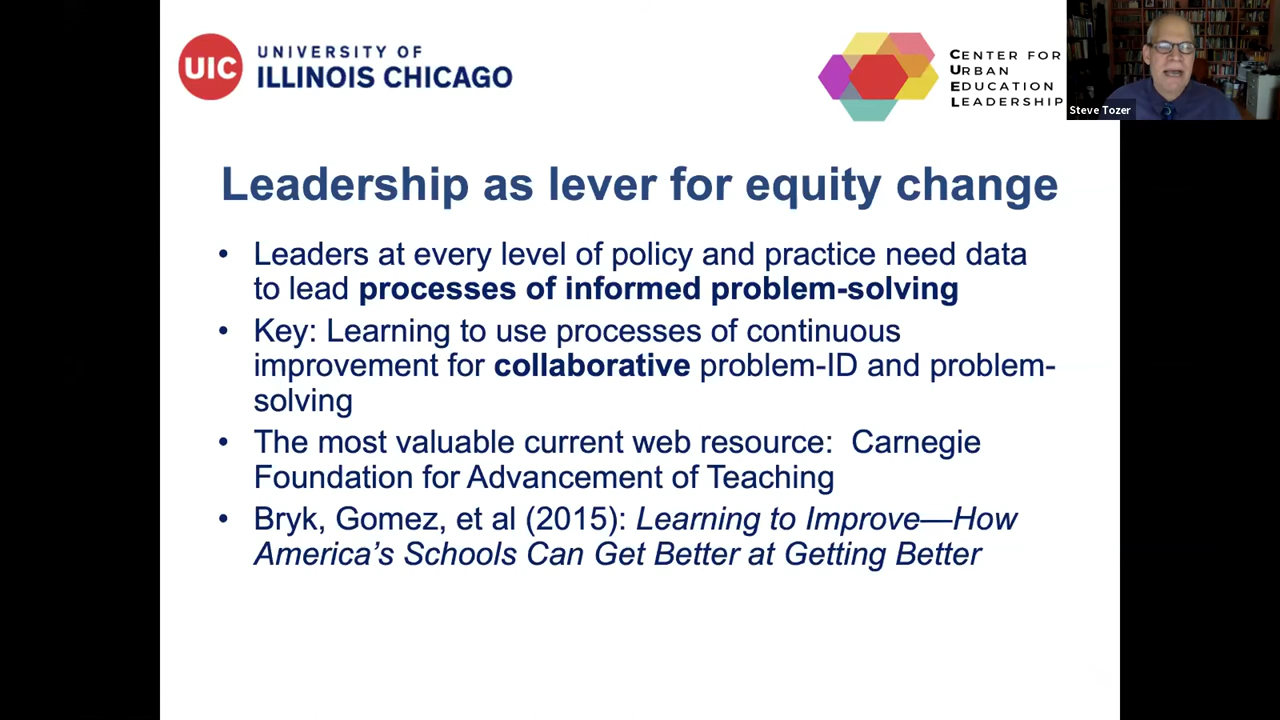 UIC
UNIVERSITY OF
ILLINOIS CHICAGO
CENTER FOR
URBAN
EDUCATION
LEADERSHIP
Steve Tozer
Leadership as lever for equity change
• Leaders at every level of policy and practice need data
to lead processes of informed problem-solving
• Key: Learning to use processes of continuous
improvement for collaborative problem-ID and problem-
solving
• The most valuable current web resource:  Carnegie
Foundation for Advancement of Teaching
• Bryk, Gomez, et al (2015): Learning to Improve—How
America’s Schools Can Get Better at Getting Better